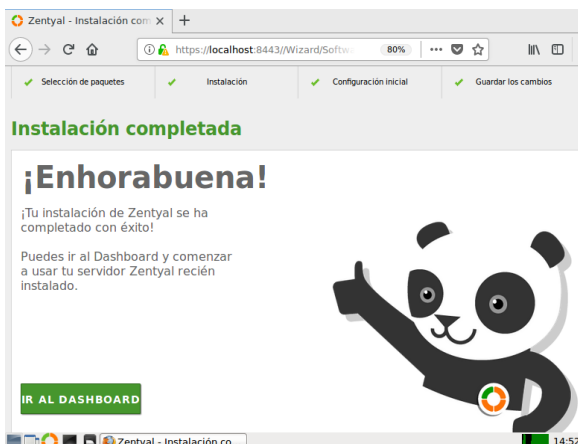 Zentyal - Instalación com
https://localhost:8443//Wizard/Softw
80%
Selección de paquetes
Instalación
Configuración inicial
Guardar los cambios
Instalación completada
¡Enhorabuena!
¡Tu instalación de Zentyal se ha
completado con éxito!
Puedes ir al Dashboard y comenzar
a usar tu servidor Zentyal recién
instalado.
IR AL DASHBOARD
Zentyal - Instalación co...
14:52